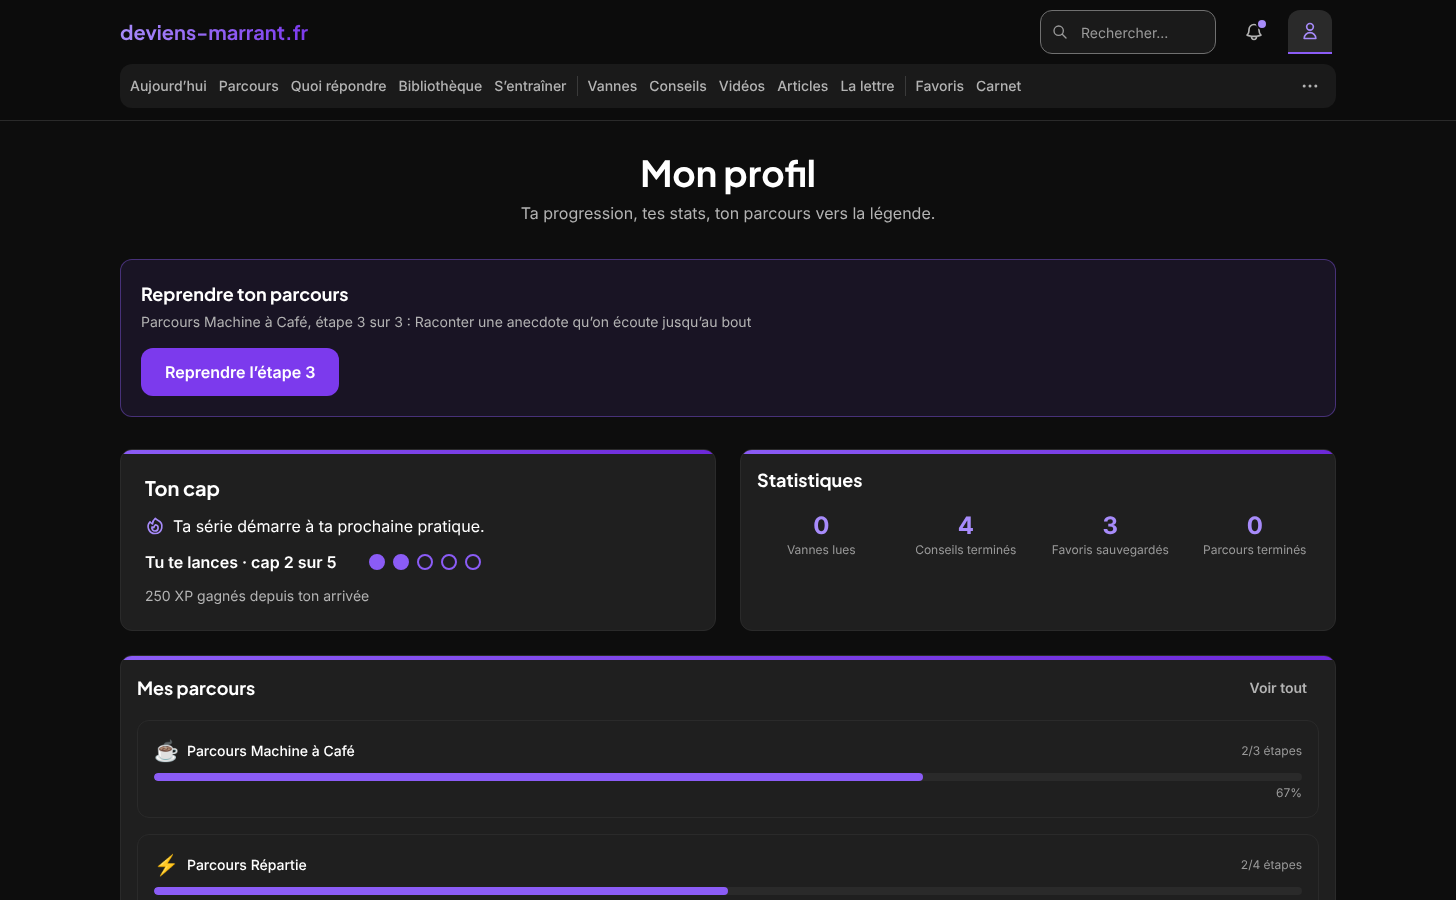 deviens-marrant.fr
Rechercher...
Aujourd’hui Parcours Quoi répondre Bibliothèque S’entraîner Vannes Conseils Vidéos Articles La lettre Favoris Carnet
Mon profil
Ta progression, tes stats, ton parcours vers la légende.
Reprendre ton parcours
Parcours Machine à Café, étape 3 sur 3 : Raconter une anecdote qu’on écoute jusqu’au bout
Reprendre l’étape 3
Ton cap
Ta série démarre à ta prochaine pratique.
Tu te lances · cap 2 sur 5
250 XP gagnés depuis ton arrivée
Statistiques
0 4 3 0
Vannes lues Conseils terminés Favoris sauvegardés Parcours terminés
Mes parcours
Voir tout
Parcours Machine à Café
2/3 étapes
67%
Parcours Répartie
2/4 étapes